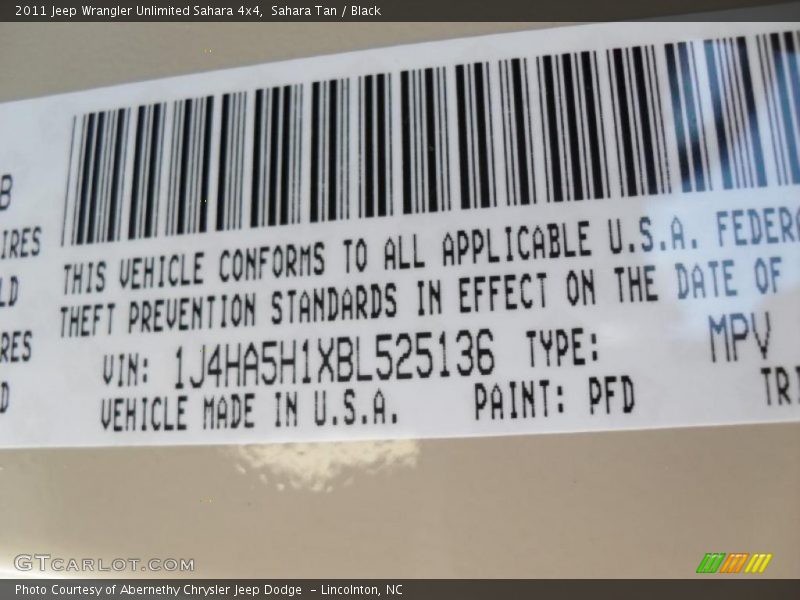 2011 Jeep Wrangler Unlimited Sahara 4x4, Sahara Tan / Black
B
IRES
LD
RES
D
THIS VEHICLE CONFORMS TO ALL APPLICABLE U.S.A. FEDERA
THEFT PREVENTION STANDARDS IN EFFECT ON THE DATE OF
VIN: 1J4HA5H1XBL525136 TYPE: MPV
VEHICLE MADE IN U.S.A. PAINT: PFD TRI
GTCARLOT.COM
Photo Courtesy of Abernethy Chrysler Jeep Dodge - Lincolnton, NC